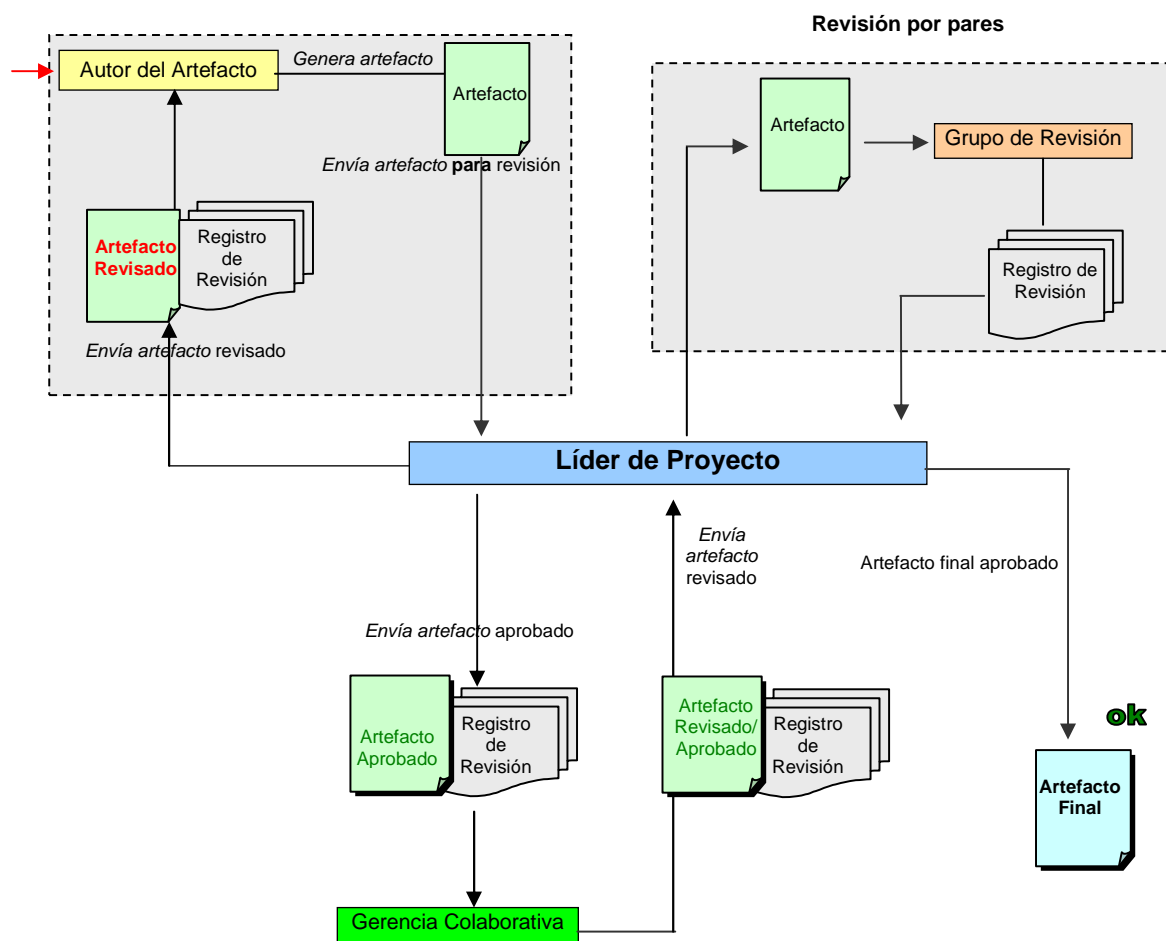 Revisión por pares
Autor del Artefacto
Genera artefacto
Artefacto
Envía artefacto para revisión
Artefacto
Revisado
Registro
de
Revisión
Envía artefacto revisado
Artefacto
Grupo de Revisión
Registro de
Revisión
Líder de Proyecto
Envía
artefacto
revisado
Artefacto final aprobado
Envía artefacto aprobado
Artefacto
Aprobado
Registro
de
Revisión
Artefacto
Revisado/
Aprobado
Registro
de
Revisión
ok
Artefacto
Final
Gerencia Colaborativa